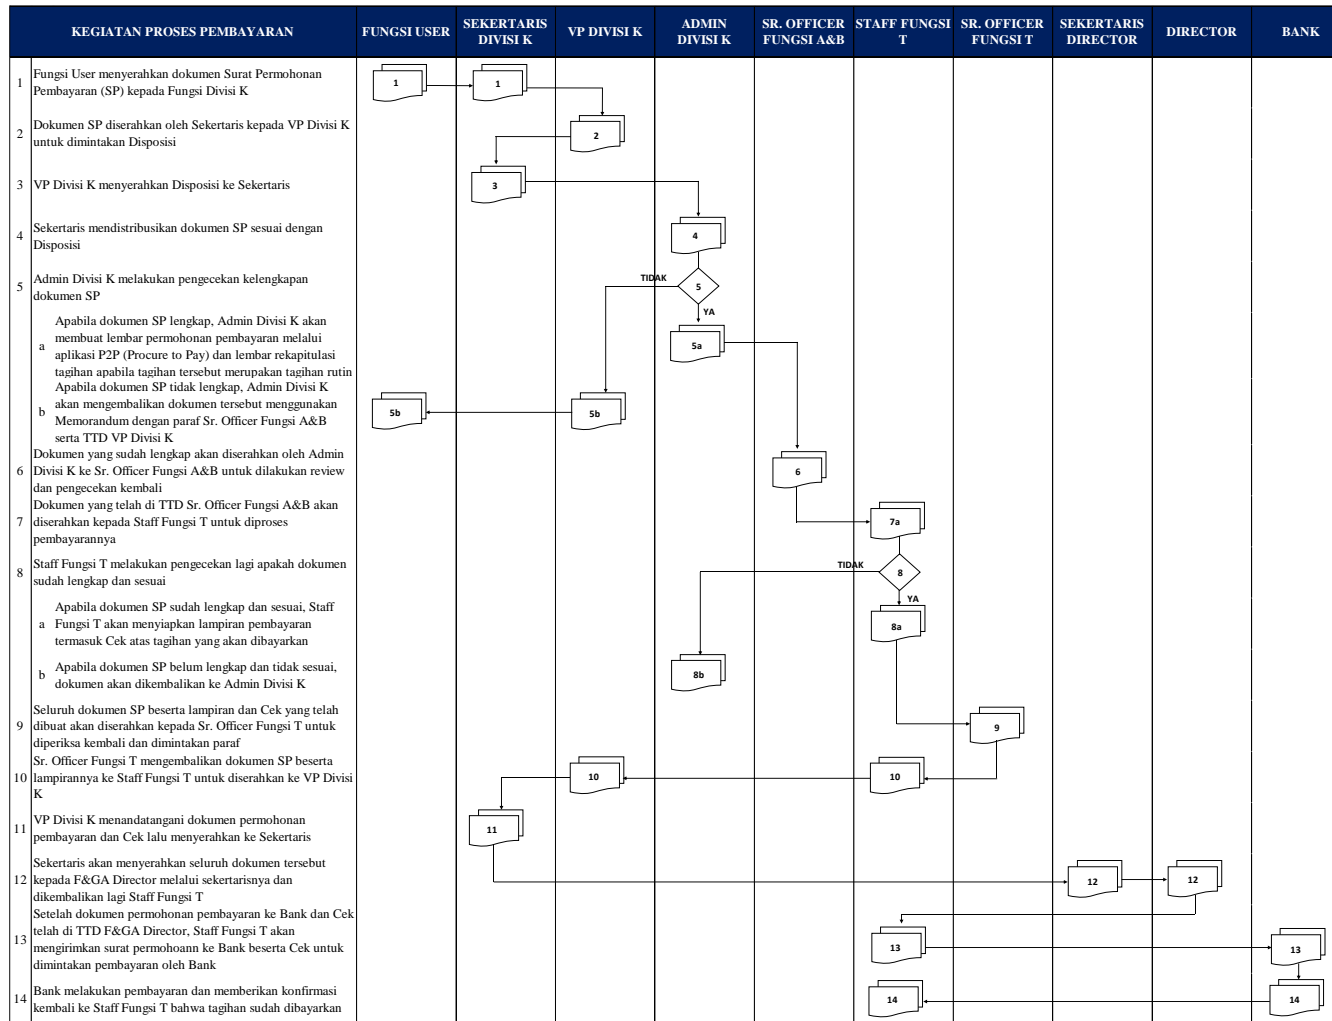 KEGIATAN PROSES PEMBAYARAN
FUNGSI USER
SEKERTARIS
DIVISI K
VP DIVISI K
ADMIN
DIVISI K
SR. OFFICER
FUNGSI A&B
STAFF FUNGSI
T
SR. OFFICER
FUNGSI T
SEKERTARIS
DIRECTOR
DIRECTOR
BANK
1
Fungsi User menyerahkan dokumen Surat Permohonan
Pembayaran (SP) kepada Fungsi Divisi K
1
1
2
Dokumen SP diserahkan oleh Sekertaris kepada VP Divisi K
untuk dimintakan Disposisi
2
3
VP Divisi K menyerahkan Disposisi ke Sekertaris
3
4
Sekertaris mendistribusikan dokumen SP sesuai dengan
Disposisi
4
5
Admin Divisi K melakukan pengecekan kelengkapan
dokumen SP
TIDAK
5
YA
a
Apabila dokumen SP lengkap, Admin Divisi K akan
membuat lembar permohonan pembayaran melalui
aplikasi P2P (Procure to Pay) dan lembar rekapitulasi
tagihan apabila tagihan tersebut merupakan tagihan rutin
5a
b
Apabila dokumen SP tidak lengkap, Admin Divisi K
akan mengembalikan dokumen tersebut menggunakan
Memorandum dengan paraf Sr. Officer Fungsi A&B
serta TTD VP Divisi K
5b
5b
6
Dokumen yang sudah lengkap akan diserahkan oleh Admin
Divisi K ke Sr. Officer Fungsi A&B untuk dilakukan review
dan pengecekan kembali
6
7
Dokumen yang telah di TTD Sr. Officer Fungsi A&B akan
diserahkan kepada Staff Fungsi T untuk diproses
pembayarannya
7a
8
Staff Fungsi T melakukan pengecekan lagi apakah dokumen
sudah lengkap dan sesuai
TIDAK
8
YA
a
Apabila dokumen SP sudah lengkap dan sesuai, Staff
Fungsi T akan menyiapkan lampiran pembayaran
termasuk Cek atas tagihan yang akan dibayarkan
8a
b
Apabila dokumen SP belum lengkap dan tidak sesuai,
dokumen akan dikembalikan ke Admin Divisi K
8b
9
Seluruh dokumen SP beserta lampiran dan Cek yang telah
dibuat akan diserahkan kepada Sr. Officer Fungsi T untuk
diperiksa kembali dan dimintakan paraf
9
10
Sr. Officer Fungsi T mengembalikan dokumen SP beserta
lampirannya ke Staff Fungsi T untuk diserahkan ke VP Divisi
K
10
10
11
VP Divisi K menandatangani dokumen permohonan
pembayaran dan Cek lalu menyerahkan ke Sekertaris
11
12
Sekertaris akan menyerahkan seluruh dokumen tersebut
kepada F&GA Director melalui sekertarisnya dan
dikembalikan lagi Staff Fungsi T
12
12
13
Setelah dokumen permohonan pembayaran ke Bank dan Cek
telah di TTD F&GA Director, Staff Fungsi T akan
mengirimkan surat permohoann ke Bank beserta Cek untuk
dimintakan pembayaran oleh Bank
13
13
14
Bank melakukan pembayaran dan memberikan konfirmasi
kembali ke Staff Fungsi T bahwa tagihan sudah dibayarkan
14
14